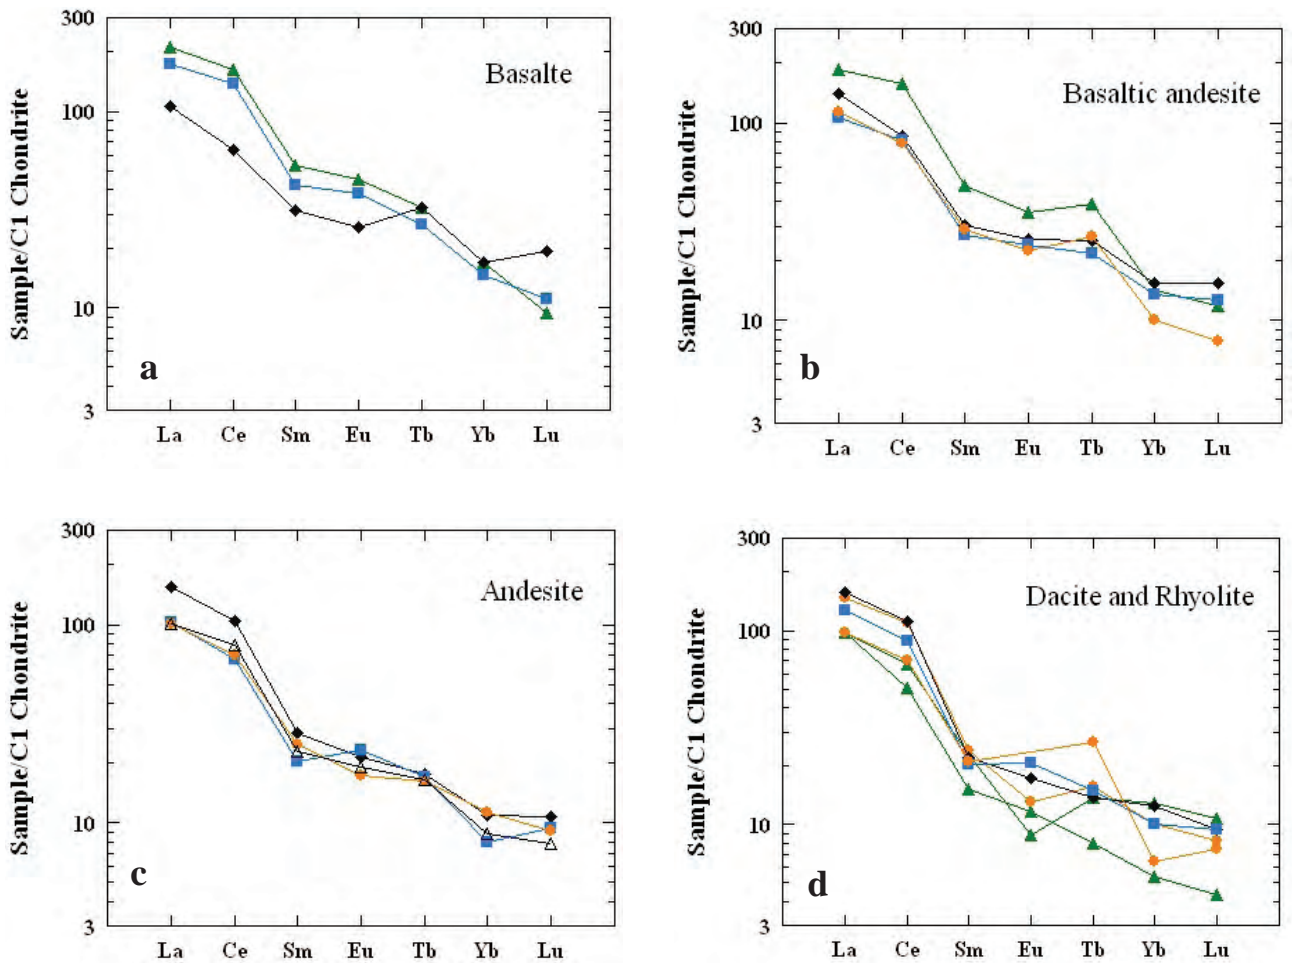 300
100
10
3
Sample/C1 Chondrite
Basalte
a
La Ce Sm Eu Tb Yb Lu
300
100
10
3
Sample/C1 Chondrite
Basaltic andesite
b
La Ce Sm Eu Tb Yb Lu
300
100
10
3
Sample/C1 Chondrite
Andesite
c
La Ce Sm Eu Tb Yb Lu
300
100
10
3
Sample/C1 Chondrite
Dacite and Rhyolite
d
La Ce Sm Eu Tb Yb Lu